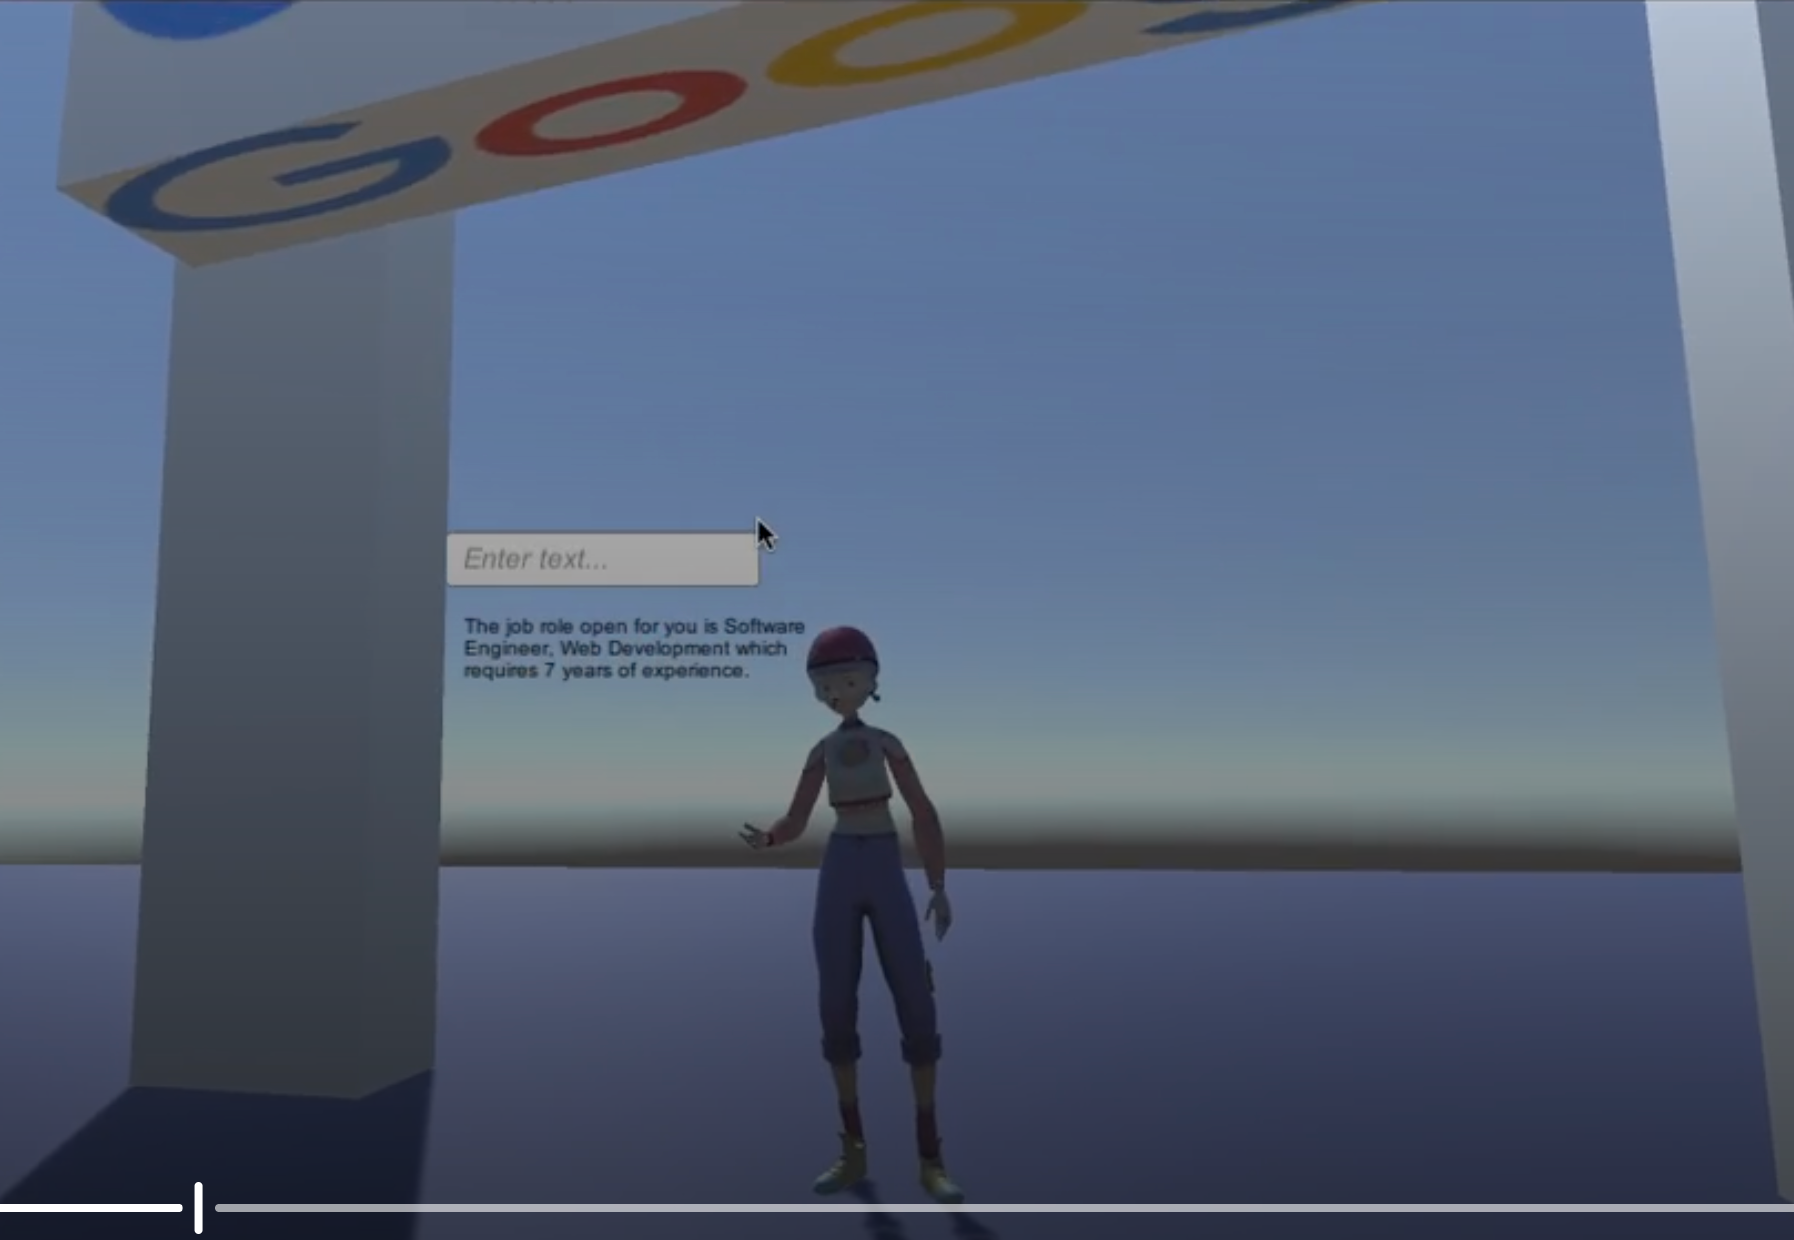 Goo
Enter text...
The job role open for you is Software
Engineer, Web Development which
requires 7 years of experience.